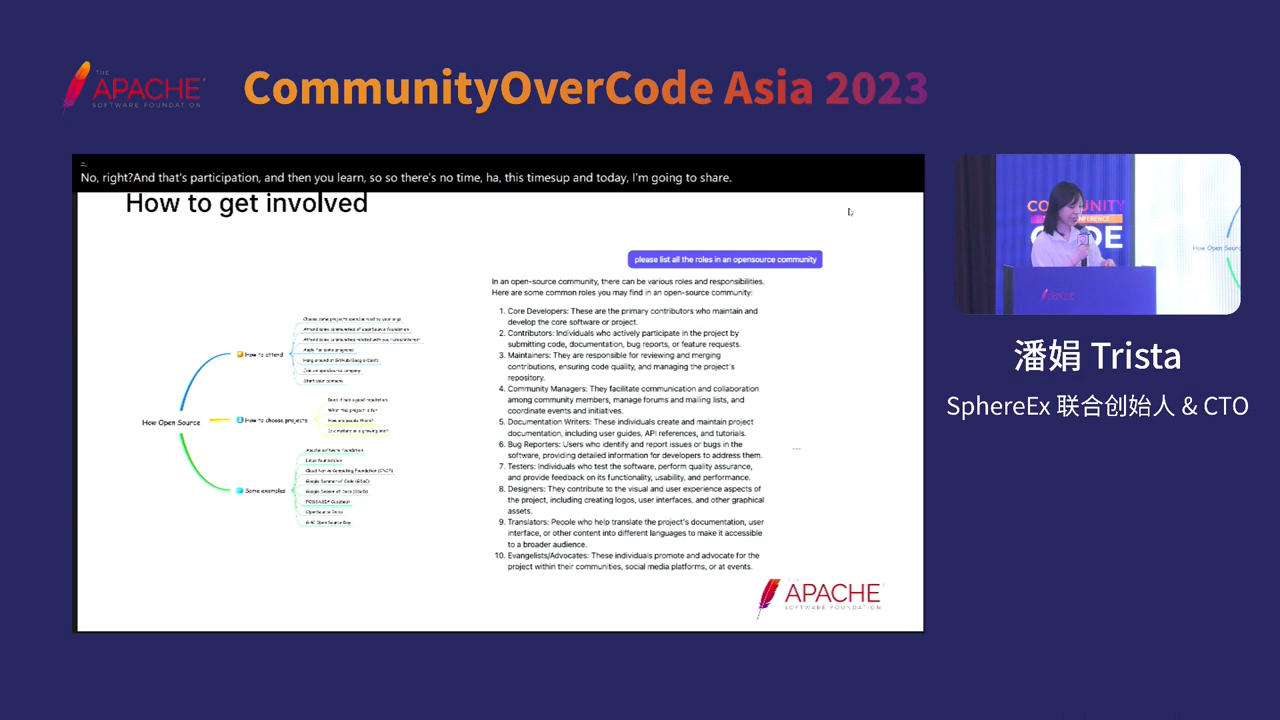 THE
APACHE
SOFTWARE FOUNDATION
CommunityOverCode Asia 2023
No, right?And that's participation, and then you learn, so so there's no time, ha, this timesup and today, I'm going to share.
How to get involved
please list all the roles in an opensource community
In an open-source community, there can be various roles and responsibilities.
Here are some common roles you may find in an open-source community:
1. Core Developers: These are the primary contributors who maintain and
develop the core software or project.
2. Contributors: Individuals who actively participate in the project by
submitting code, documentation, bug reports, or feature requests.
3. Maintainers: They are responsible for reviewing and merging
contributions, ensuring code quality, and managing the project's
repository.
4. Community Managers: They facilitate communication and collaboration
among community members, manage forums and mailing lists, and
coordinate events and initiatives.
5. Documentation Writers: These individuals create and maintain project
documentation, including user guides, API references, and tutorials.
6. Bug Reporters: Users who identify and report issues or bugs in the
software, providing detailed information for developers to address them.
7. Testers: Individuals who test the software, perform quality assurance,
and provide feedback on its functionality, usability, and performance.
8. Designers: They contribute to the visual and user experience aspects of
the project, including creating logos, user interfaces, and other graphical
assets.
9. Translators: People who help translate the project's documentation, user
interface, or other content into different languages to make it accessible
to a broader audience.
10. Evangelists/Advocates: These individuals promote and advocate for the
project within their communities, social media platforms, or at events.
...
How Open Source
How to attend
How to choose projects
What this project is for
How are people there?
Some examples
Apache Software Foundation
Linux Foundation
Cloud Native Computing Foundation (CNCF)
Google Summer of Code (GSoC)
Start your company
APACHE
SOFTWARE FOUNDATION
潘娟 Trista
SphereEx 联合创始人 & CTO